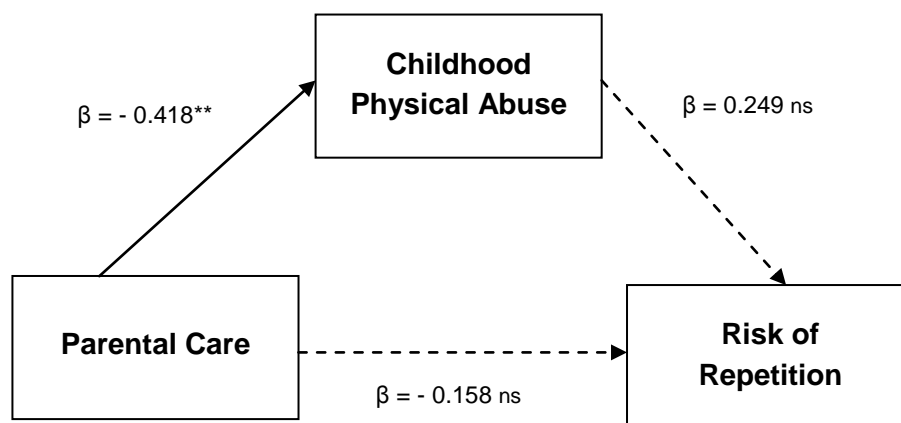 Childhood
Physical Abuse
β = - 0.418**
β = 0.249 ns
Parental Care
Risk of
Repetition
β = - 0.158 ns